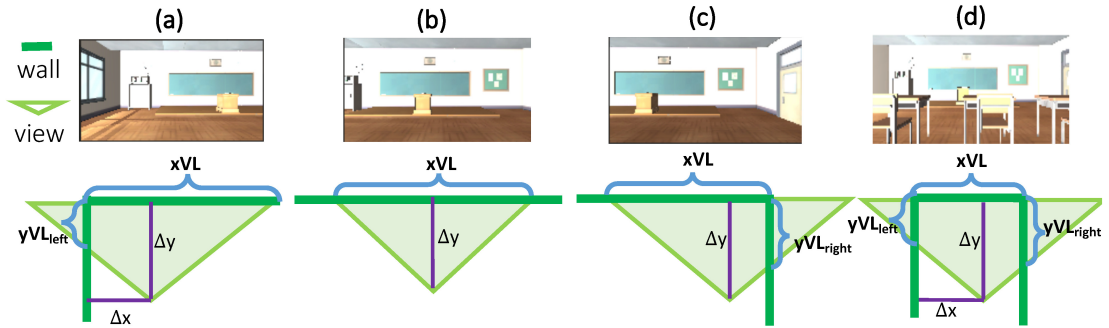 (a) (b) (c) (d)
wall
view
xVL xVL xVL xVL
yVLleft Δy Δy Δy yVLright yVLleft Δy yVLright
Δx Δx